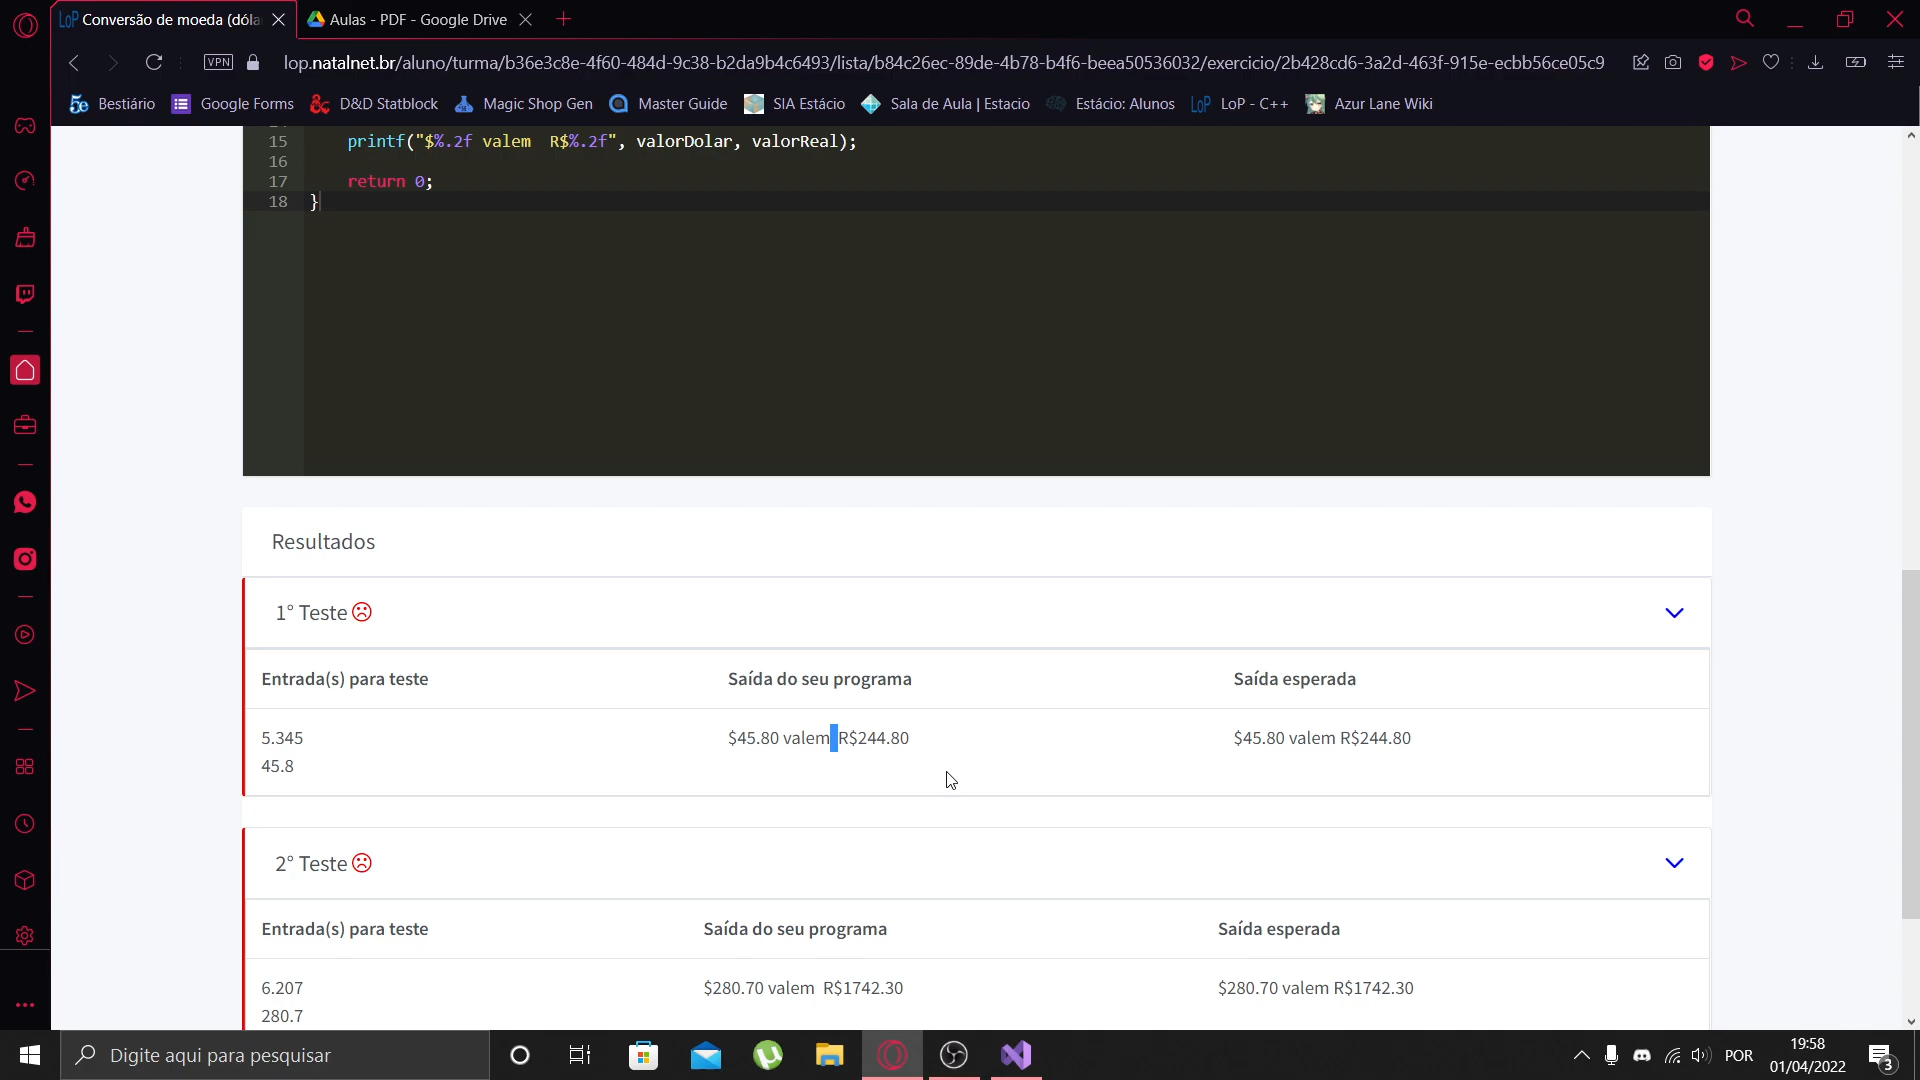 LoP Conversão de moeda (dóla
Aulas - PDF - Google Drive
VPN
lop.natalnet.br/aluno/turma/b36e3c8e-4f60-484d-9c38-b2da9b4c6493/lista/b84c26ec-89de-4b78-b4f6-beea50536032/exercicio/2b428cd6-3a2d-463f-915e-ecbb56ce05c9
5e Bestiário Google Forms D&D Statblock Magic Shop Gen Master Guide SIA Estácio Sala de Aula | Estacio Estácio: Alunos LoP LoP - C++ Azur Lane Wiki
15 printf("$%.2f valem  R$%.2f", valorDolar, valorReal);
16
17 return 0;
18 }
Resultados
1° Teste
Entrada(s) para teste Saída do seu programa Saída esperada
5.345 $45.80 valem  R$244.80 $45.80 valem R$244.80
45.8
2° Teste
Entrada(s) para teste Saída do seu programa Saída esperada
6.207 $280.70 valem  R$1742.30 $280.70 valem R$1742.30
280.7
Digite aqui para pesquisar
POR
19:58
01/04/2022
3